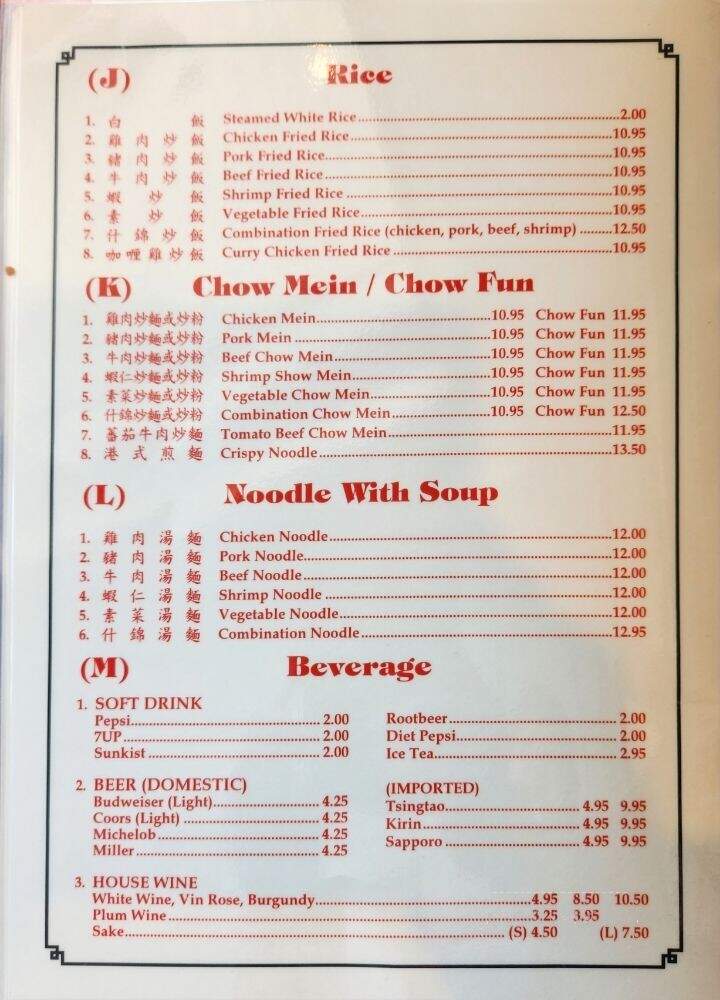 (J) Rice
1. 白飯 Steamed White Rice 2.00
2. 雞肉炒飯 Chicken Fried Rice 10.95
3. 豬肉炒飯 Pork Fried Rice 10.95
4. 牛肉炒飯 Beef Fried Rice 10.95
5. 蝦炒飯 Shrimp Fried Rice 10.95
6. 素炒飯 Vegetable Fried Rice 10.95
7. 什錦炒飯 Combination Fried Rice (chicken, pork, beef, shrimp) 12.50
8. 咖喱雞炒飯 Curry Chicken Fried Rice 10.95
(K) Chow Mein / Chow Fun
1. 雞肉炒麵或炒粉 Chicken Mein 10.95 Chow Fun 11.95
2. 豬肉炒麵或炒粉 Pork Mein 10.95 Chow Fun 11.95
3. 牛肉炒麵或炒粉 Beef Chow Mein 10.95 Chow Fun 11.95
4. 蝦仁炒麵或炒粉 Shrimp Show Mein 10.95 Chow Fun 11.95
5. 素菜炒麵或炒粉 Vegetable Chow Mein 10.95 Chow Fun 11.95
6. 什錦炒麵或炒粉 Combination Chow Mein 10.95 Chow Fun 12.50
7. 蕃茄牛肉炒麵 Tomato Beef Chow Mein 11.95
8. 港式煎麵 Crispy Noodle 13.50
(L) Noodle With Soup
1. 雞肉湯麵 Chicken Noodle 12.00
2. 豬肉湯麵 Pork Noodle 12.00
3. 牛肉湯麵 Beef Noodle 12.00
4. 蝦仁湯麵 Shrimp Noodle 12.00
5. 素菜湯麵 Vegetable Noodle 12.00
6. 什錦湯麵 Combination Noodle 12.95
(M) Beverage
1. SOFT DRINK
Pepsi 2.00 Rootbeer 2.00
7UP 2.00 Diet Pepsi 2.00
Sunkist 2.00 Ice Tea 2.95
2. BEER (DOMESTIC) (IMPORTED)
Budweiser (Light) 4.25 Tsingtao 4.95 9.95
Coors (Light) 4.25 Kirin 4.95 9.95
Michelob 4.25 Sapporo 4.95 9.95
Miller 4.25
3. HOUSE WINE
White Wine, Vin Rose, Burgundy 4.95 8.50 10.50
Plum Wine 3.25 3.95
Sake (S) 4.50 (L) 7.50